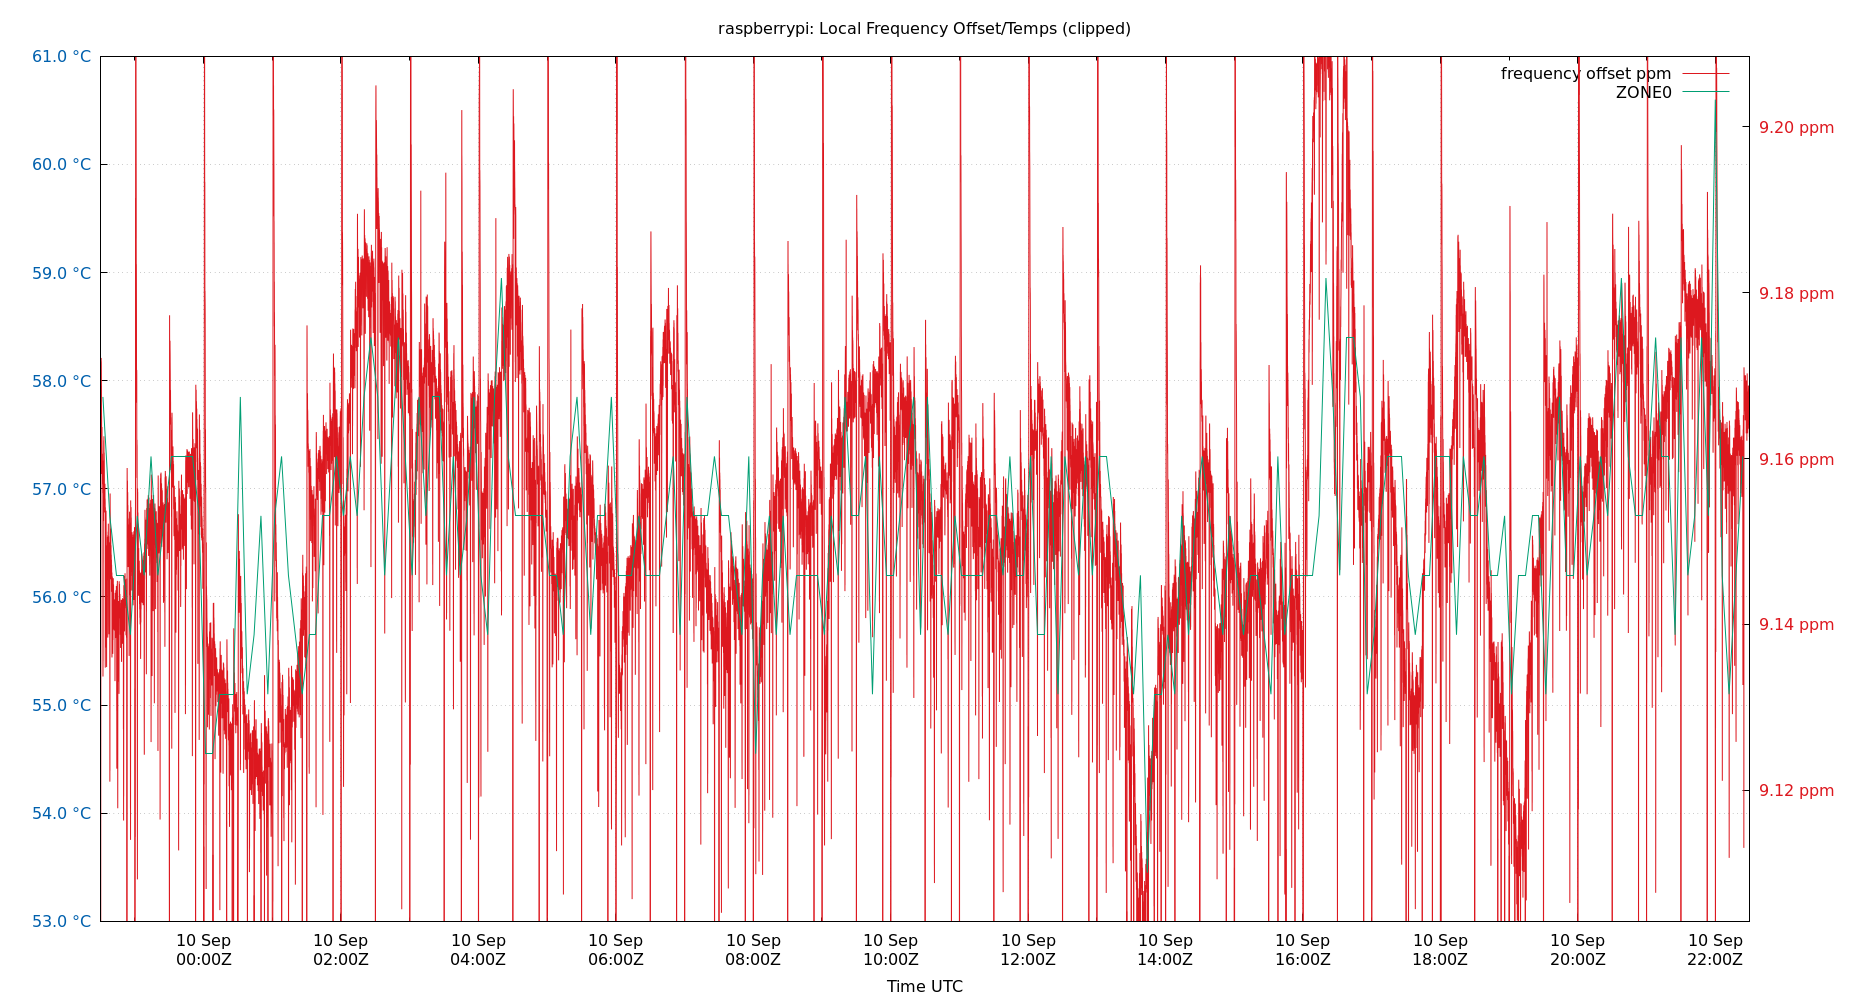 raspberrypi: Local Frequency Offset/Temps (clipped)
61.0 °C
60.0 °C
59.0 °C
58.0 °C
57.0 °C
56.0 °C
55.0 °C
54.0 °C
53.0 °C
frequency offset ppm
ZONE0
9.20 ppm
9.18 ppm
9.16 ppm
9.14 ppm
9.12 ppm
10 Sep 10 Sep 10 Sep 10 Sep 10 Sep 10 Sep 10 Sep 10 Sep 10 Sep 10 Sep 10 Sep 10 Sep
00:00Z 02:00Z 04:00Z 06:00Z 08:00Z 10:00Z 12:00Z 14:00Z 16:00Z 18:00Z 20:00Z 22:00Z
Time UTC